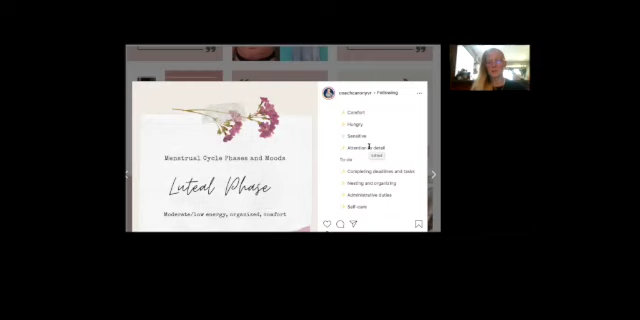 Menstrual Cycle Phases and Moods
Luteal Phase
Moderate/low energy, organized, comfort
• Following
Comfort
Hungry
Sensitive
Attention to detail
To do
Completing deadlines and tasks
Nesting and organizing
Administrative duties
Self-care